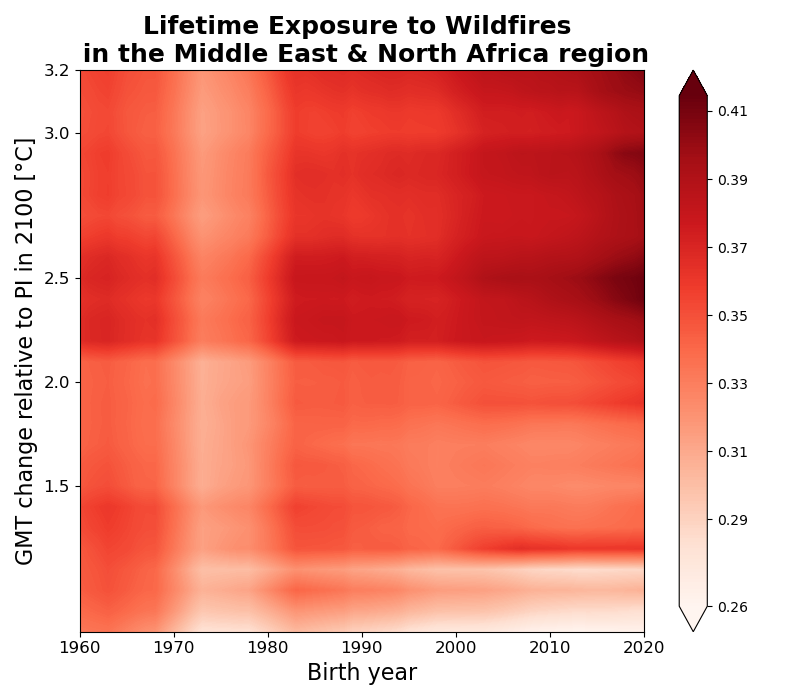 Lifetime Exposure to Wildfires
in the Middle East & North Africa region
GMT change relative to PI in 2100 [°C]
3.2
3.0
2.5
2.0
1.5
1960 1970 1980 1990 2000 2010 2020
Birth year
0.41
0.39
0.37
0.35
0.33
0.31
0.29
0.26